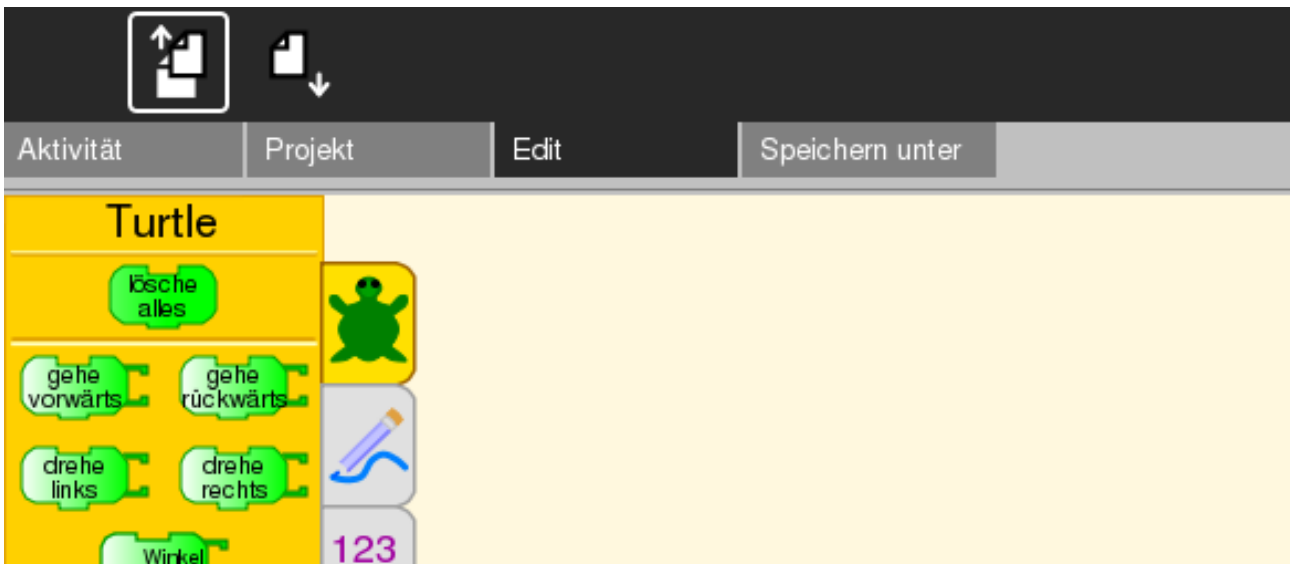 Aktivität Projekt Edit Speichern unter
Turtle
lösche
alles
gehe
vorwärts
gehe
rückwärts
drehe
links
drehe
rechts
Winkel
123